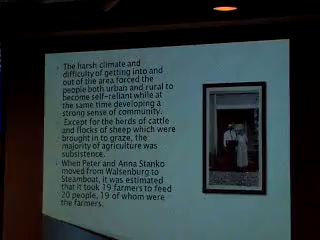 The harsh climate and
difficulty of getting into and
out of the area forced the
people both urban and rural to
become self-reliant while at
the same time developing a
strong sense of community.
Except for the herds of cattle
and flocks of sheep which were
brought in to graze, the
majority of agriculture was
subsistence.
When Peter and Anna Stanko
moved from Walsenburg to
Steamboat, it was estimated
that it took 19 farmers to feed
20 people, 19 of whom were
the farmers.